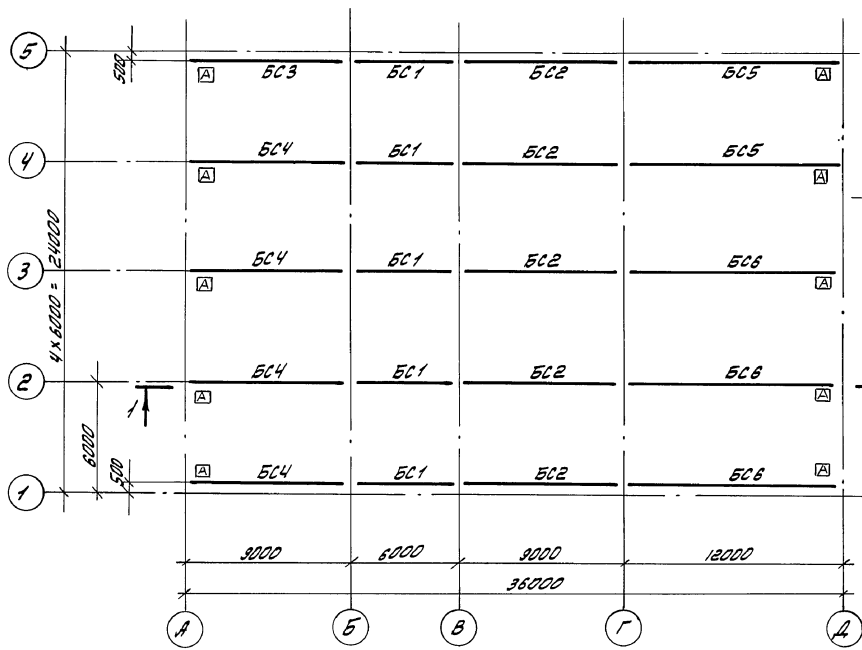 5 500 БС3 БС1 БС2 БС5
А А
4 БС4 БС1 БС2 БС5
А А
4×6000 = 24000
3 БС4 БС1 БС2 БС6
А А
2 БС4 БС1 БС2 БС6
1 А А
6000
500
А А
1 БС4 БС1 БС2 БС6
9000 6000 9000 12000
36000
А Б В Г Д